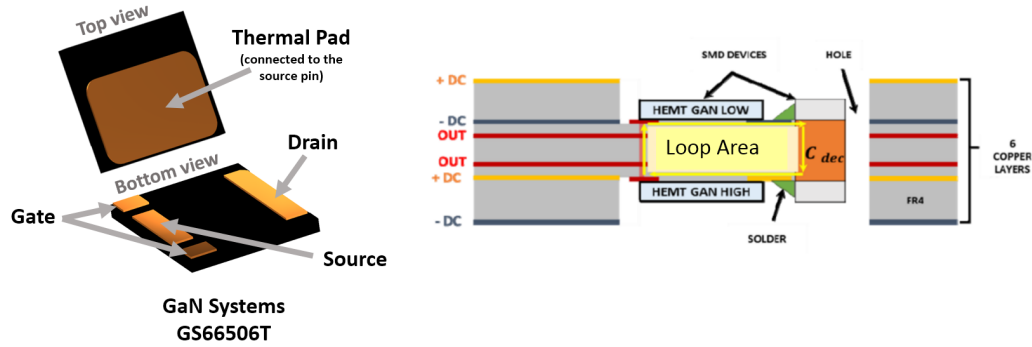 Top view
Thermal Pad
(connected to the
source pin)
Drain
Bottom view
Gate
Source
GaN Systems
GS66506T
SMD DEVICES
HOLE
+ DC
HEMT GAN LOW
- DC
OUT
Loop Area
C dec
OUT
6
COPPER
LAYERS
+ DC
HEMT GAN HIGH
FR4
- DC
SOLDER